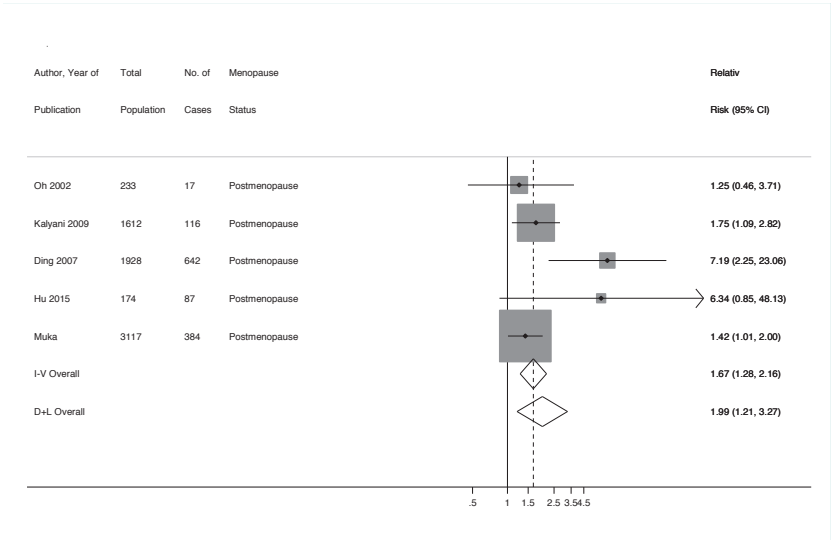 Author, Year of Total No. of Menopause Relativ
Publication Population Cases Status Risk (95% CI)
Oh 2002 233 17 Postmenopause 1.25 (0.46, 3.71)
Kalyani 2009 1612 116 Postmenopause 1.75 (1.09, 2.82)
Ding 2007 1928 642 Postmenopause 7.19 (2.25, 23.06)
Hu 2015 174 87 Postmenopause 6.34 (0.85, 48.13)
Muka 3117 384 Postmenopause 1.42 (1.01, 2.00)
I-V Overall 1.67 (1.28, 2.16)
D+L Overall 1.99 (1.21, 3.27)
.5 1 1.5 2.5 3.54.5